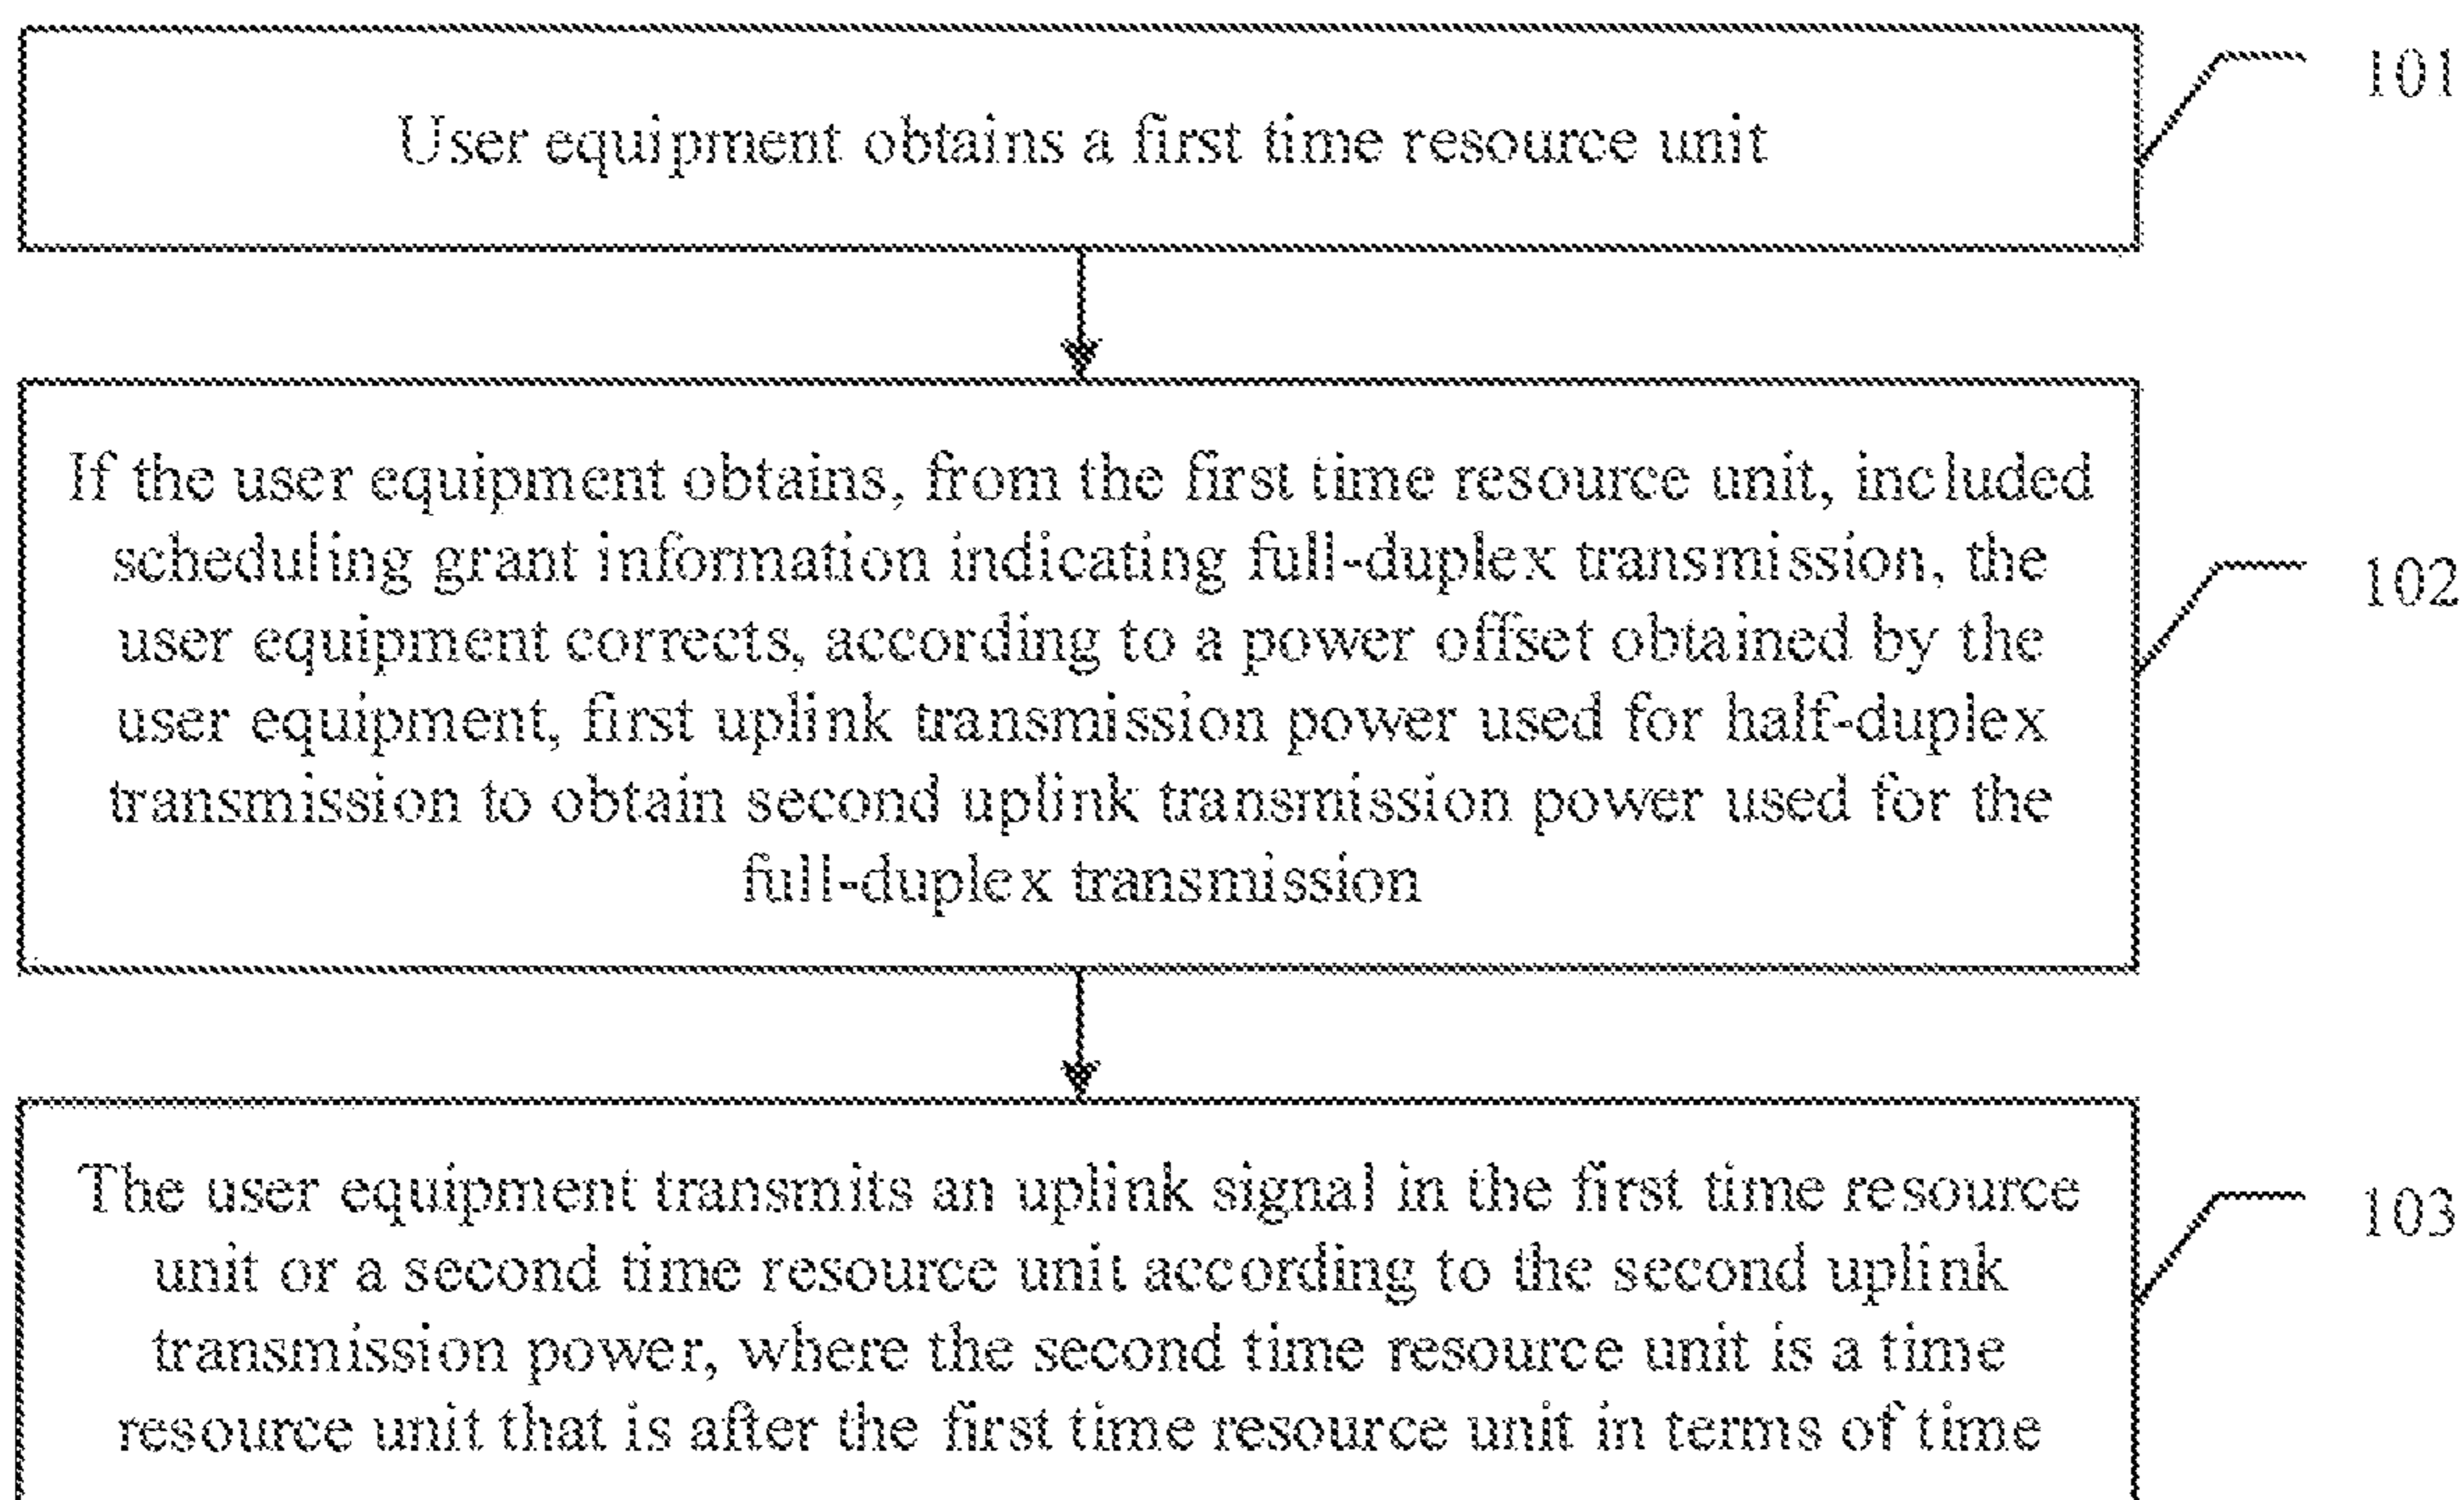 User equipment obtains a first time resource unit
101
If the user equipment obtains, from the first time resource unit, included
scheduling grant information indicating full-duplex transmission, the
user equipment corrects, according to a power offset obtained by the
user equipment, first uplink transmission power used for half-duplex
transmission to obtain second uplink transmission power used for the
full-duplex transmission
102
The user equipment transmits an uplink signal in the first time resource
unit or a second time resource unit according to the second uplink
transmission power, where the second time resource unit is a time
resource unit that is after the first time resource unit in terms of time
103